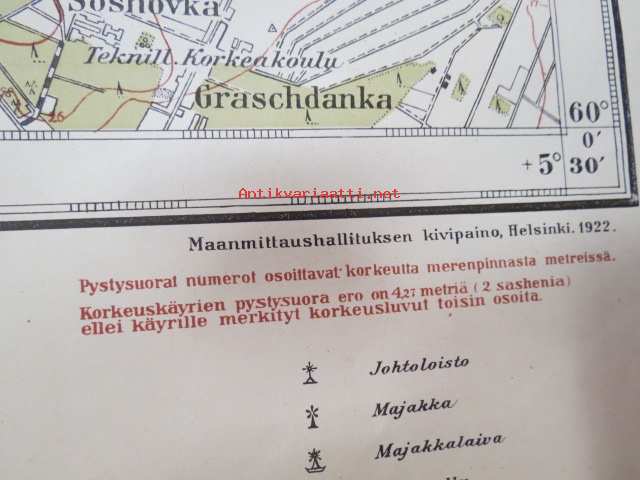 Sosnovka
Teknill. Korkeakoulu
Graschdanka
26
60°
0'
+5° 30'
Antikvariaatti.net
Maanmittaushallituksen kivipaino, Helsinki. 1922.
Pystysuorat numerot osoittavat korkeutta merenpinnasta metreissä.
Korkeuskäyrien pystysuora ero on 4,27 metriä (2 sashenia)
ellei käyrille merkityt korkeusluvut toisin osoita.
Johtoloisto
Majakka
Majakkalaiva